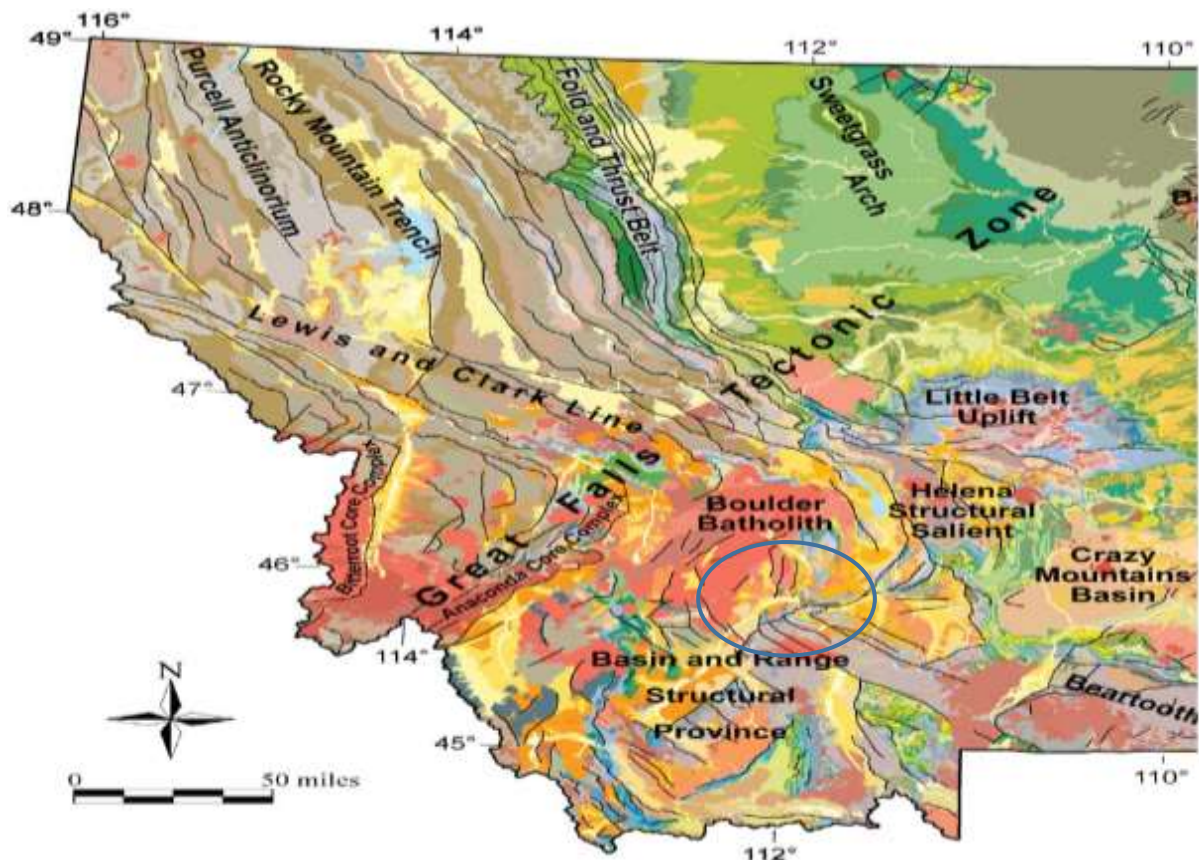 116°
114°
112°
110°
49°
48°
47°
46°
45°
Purcell Anticlinorium
Rocky Mountain Trench
Fold and Thrust Belt
Sweetgrass
Arch
Great Falls Tectonic Zone
Lewis and Clark Line
Little Belt
Uplift
Bitterroot Core Complex
Anaconda Core Complex
Boulder
Batholith
Helena
Structural
Salient
Crazy
Mountains
Basin
Basin and Range
Structural
Province
Beartooth
B
114°
112°
110°
N
0 50 miles